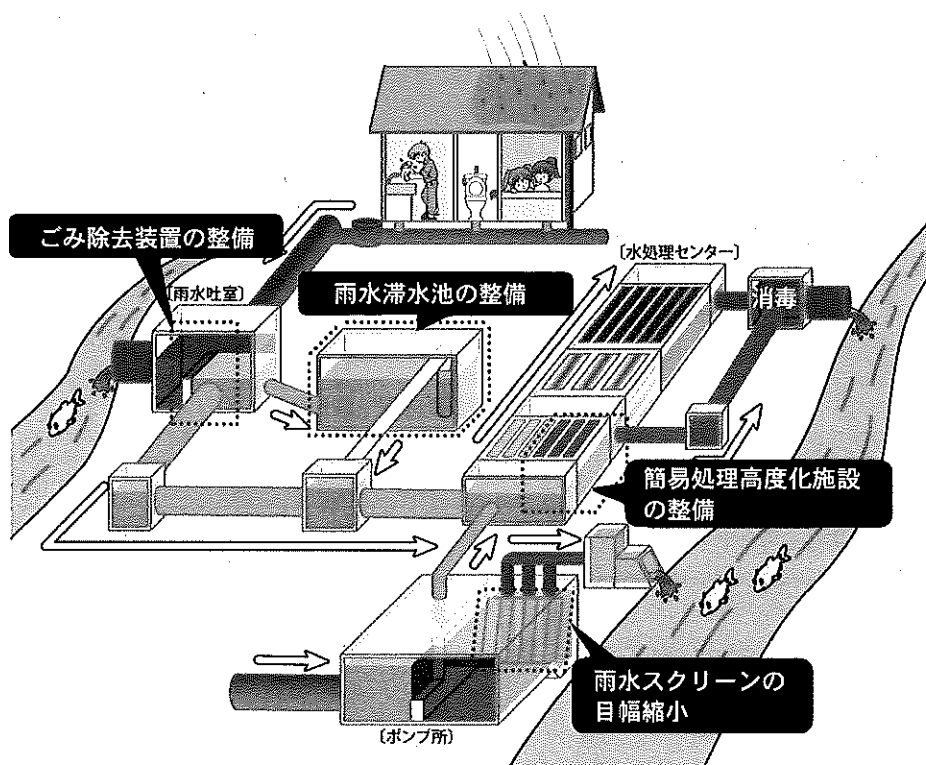 ごみ除去装置の整備
〔雨水吐室〕
雨水滞水池の整備
〔水処理センター〕
消毒
簡易処理高度化施設
の整備
雨水スクリーンの
目幅縮小
〔ポンプ所〕